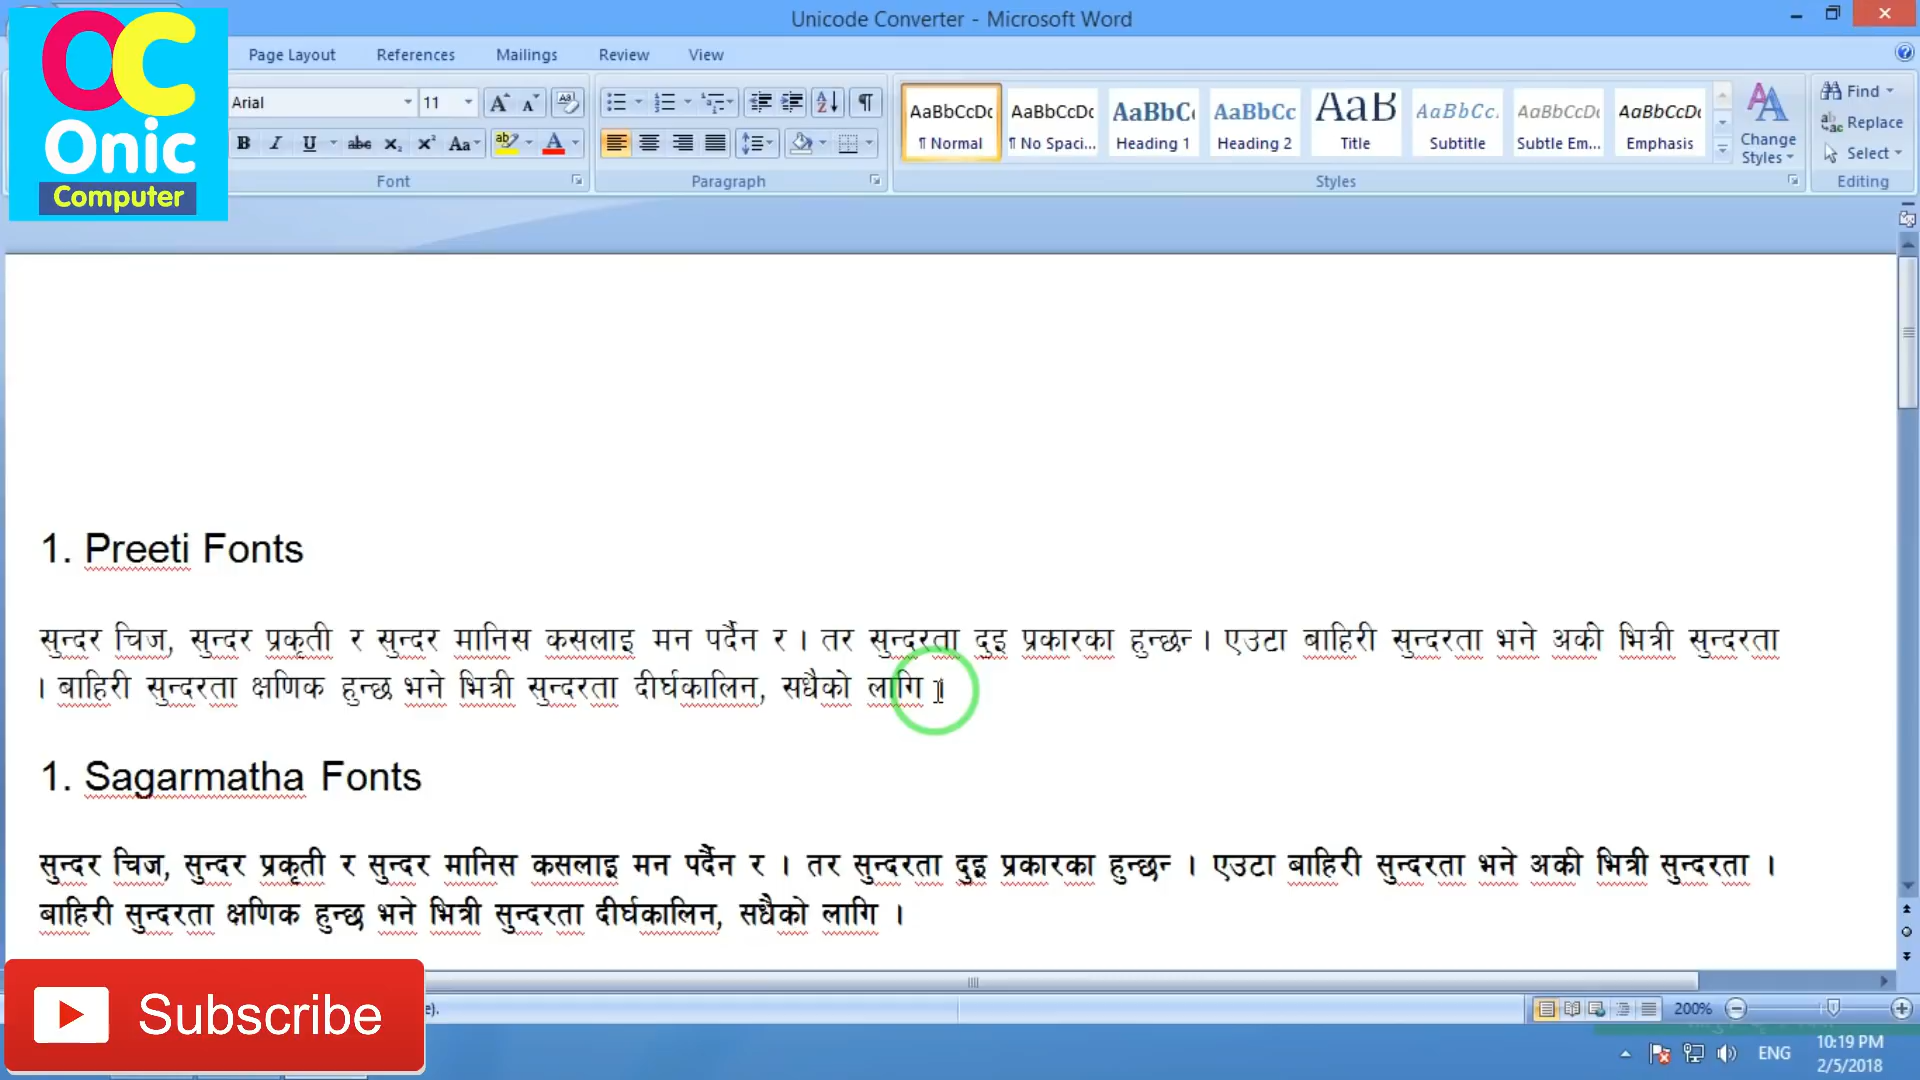 Unicode Converter - Microsoft Word
OC
Onic
Computer
Page Layout References Mailings Review View
Arial 11
Font Paragraph Styles Editing
AaBbCcDc AaBbCcDc AaBbCc AaBbCc AaB AaBbCc. AaBbCcDc AaBbCcDc
¶ Normal ¶ No Spaci... Heading 1 Heading 2 Title Subtitle Subtle Em... Emphasis
Change Styles
Find
Replace
Select
1. Preeti Fonts
सुन्दर चिज, सुन्दर प्रकृती र सुन्दर मानिस कसलाइ मन पर्दैन र । तर सुन्दरता दुइ प्रकारका हुन्छन । एउटा बाहिरी सुन्दरता भने अकी भित्री सुन्दरता
। बाहिरी सुन्दरता क्षणिक हुन्छ भने भित्री सुन्दरता दीर्घकालिन, सधैको लागि ।
1. Sagarmatha Fonts
सुन्दर चिज, सुन्दर प्रकृती र सुन्दर मानिस कसलाइ मन पर्दैन र । तर सुन्दरता दुइ प्रकारका हुन्छन । एउटा बाहिरी सुन्दरता भने अकी भित्री सुन्दरता ।
बाहिरी सुन्दरता क्षणिक हुन्छ भने भित्री सुन्दरता दीर्घकालिन, सधैको लागि ।
Subscribe
e).
200%
ENG
10:19 PM
2/5/2018